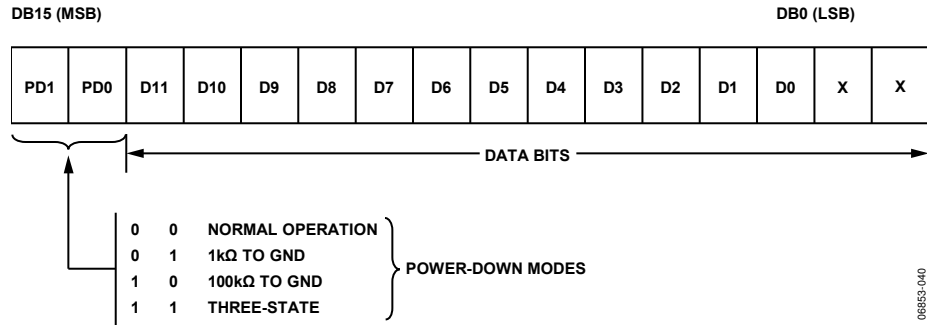 DB15 (MSB) DB0 (LSB)
PD1 PD0 D11 D10 D9 D8 D7 D6 D5 D4 D3 D2 D1 D0 X X
DATA BITS
0 0 NORMAL OPERATION
0 1 1kΩ TO GND
1 0 100kΩ TO GND
1 1 THREE-STATE
POWER-DOWN MODES
06853-040